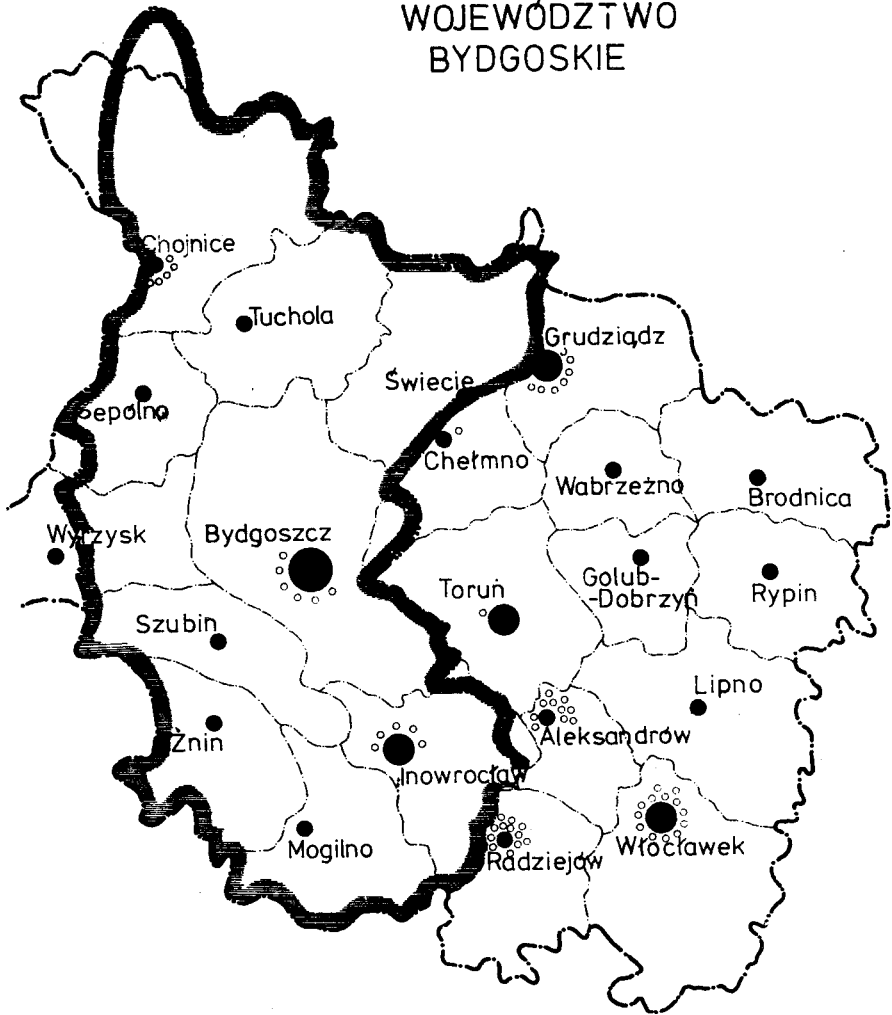 WOJEWÓDZTWO
BYDGOSKIE
Chojnice
Tuchola
Grudziądz
Świecie
Sępólno
Chełmno
Wąbrzeźno
Brodnica
Wyrzysk
Bydgoszcz
Toruń
Golub-
-Dobrzyń
Rypin
Szubin
Lipno
Żnin
Aleksandrów
Inowrocław
Mogilno
Radziejów
Włocławek